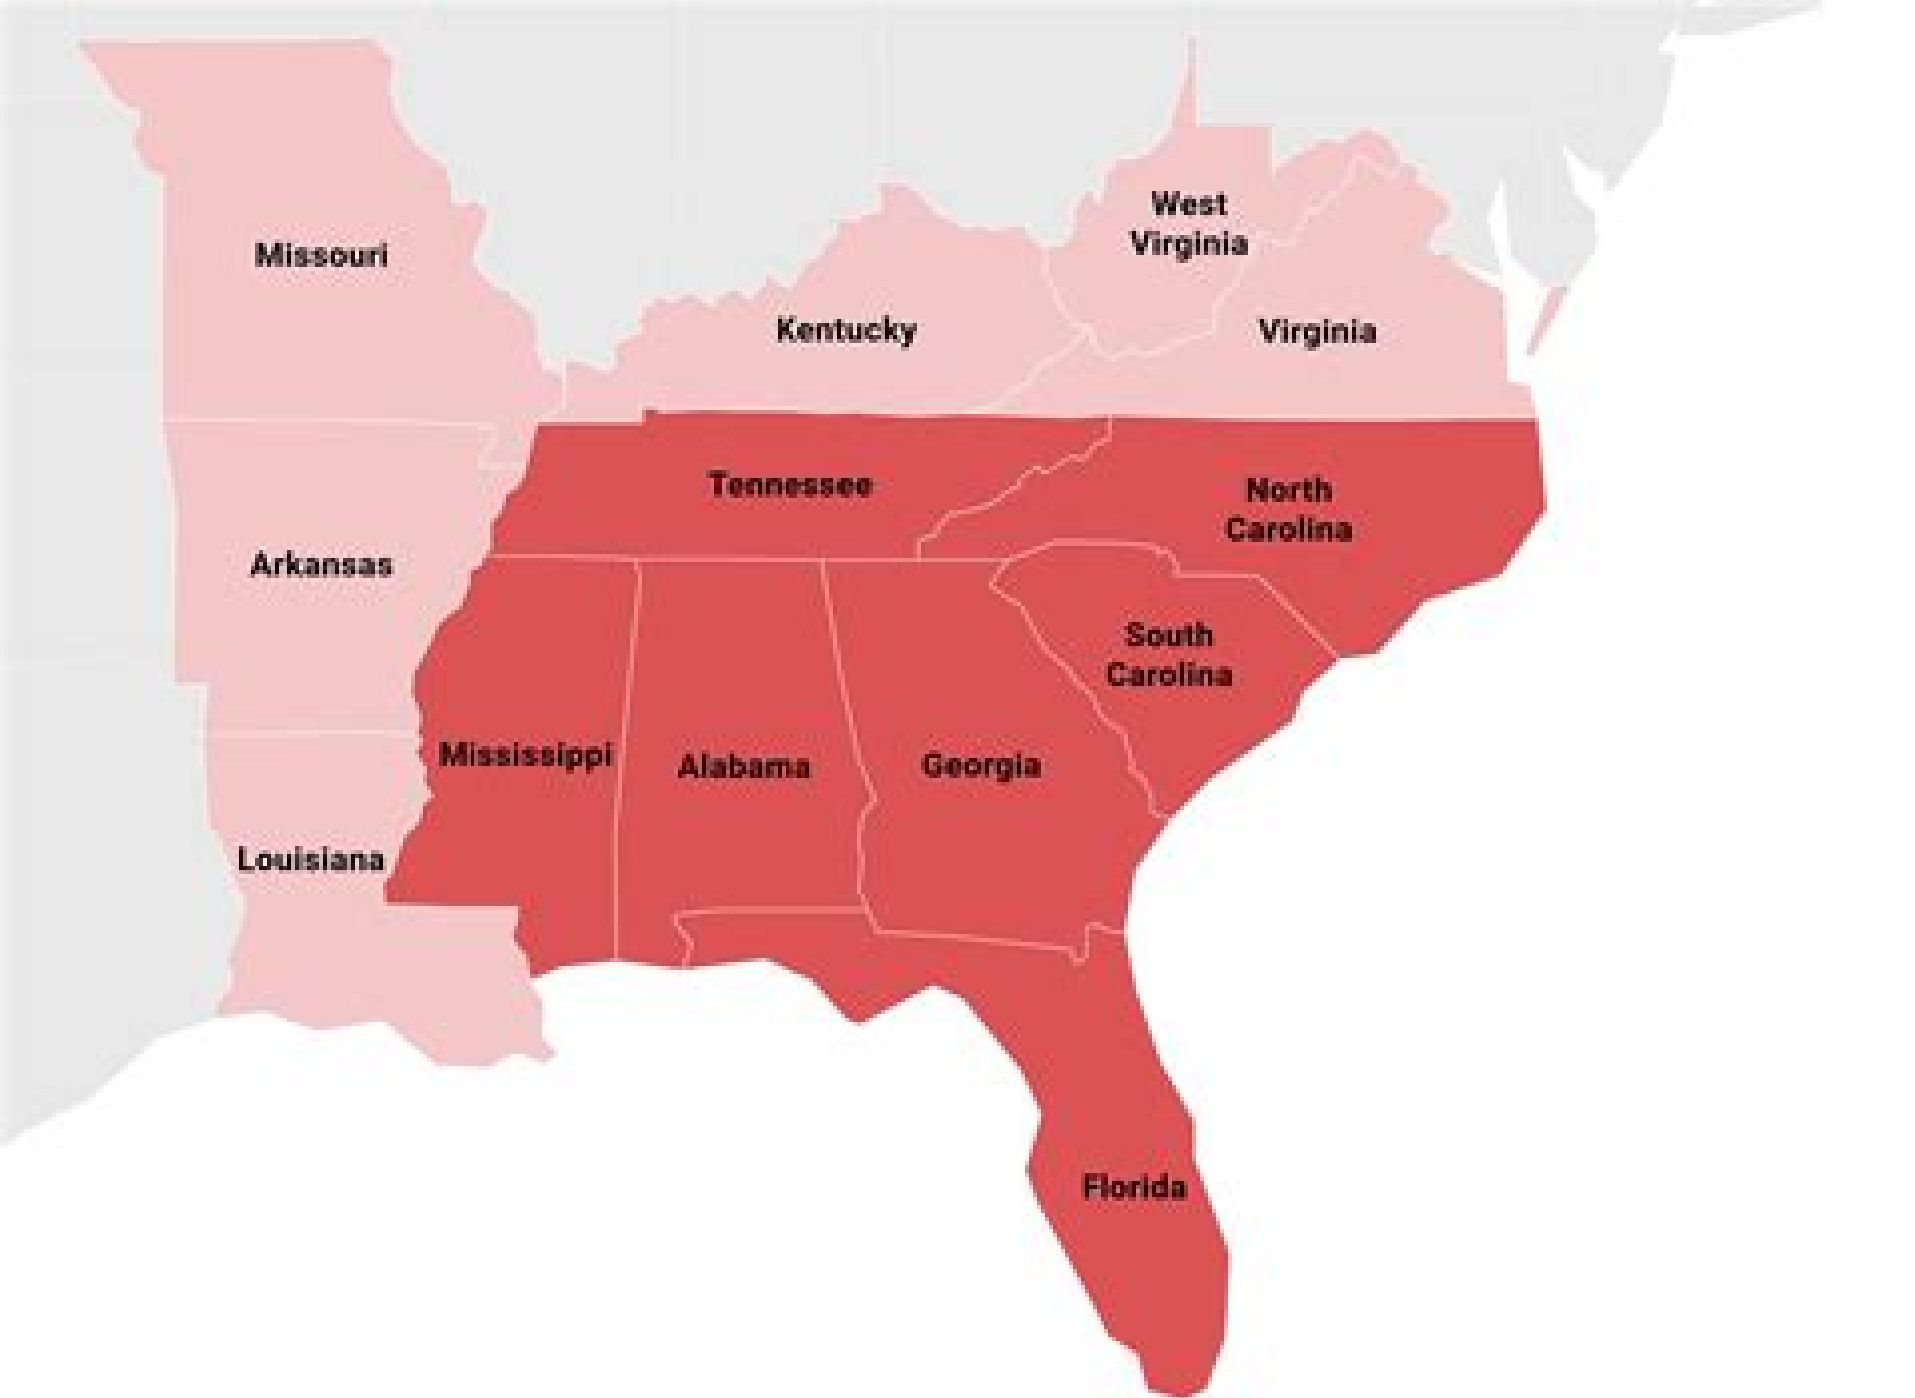 West
Virginia
Missouri
Kentucky
Virginia
Tennessee
North
Carolina
Arkansas
South
Carolina
Mississippi
Alabama
Georgia
Louisiana
Florida